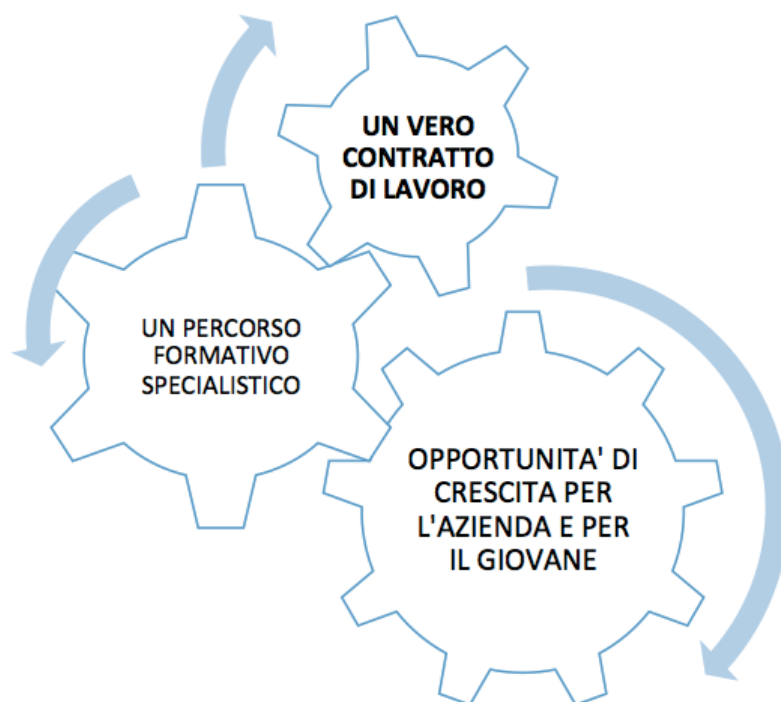 UN VERO
CONTRATTO
DI LAVORO
UN PERCORSO
FORMATIVO
SPECIALISTICO
OPPORTUNITA' DI
CRESCITA PER
L'AZIENDA E PER
IL GIOVANE